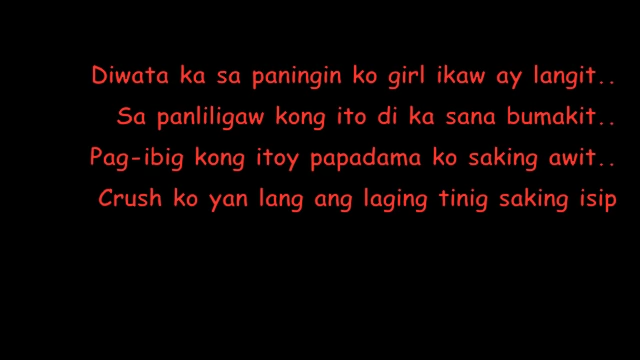 Diwata ka sa paningin ko girl ikaw ay langit..
Sa panliligaw kong ito di ka sana bumakit..
Pag-ibig kong itoy papadama ko saking awit..
Crush ko yan lang ang laging tinig saking isip